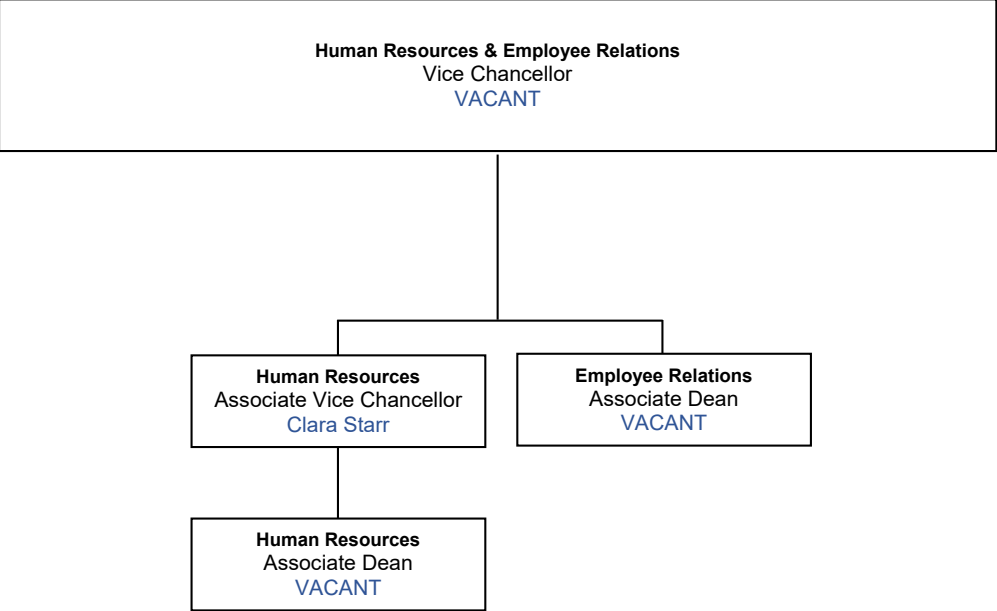 Human Resources & Employee Relations
Vice Chancellor
VACANT
Human Resources
Associate Vice Chancellor
Clara Starr
Employee Relations
Associate Dean
VACANT
Human Resources
Associate Dean
VACANT